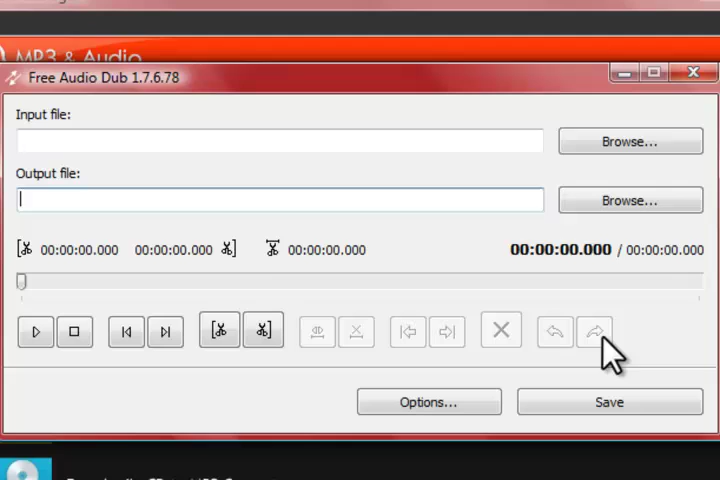 MP3 & Audio
Free Audio Dub 1.7.6.78
Input file:
Browse...
Output file:
Browse...
00:00:00.000 00:00:00.000 00:00:00.000 00:00:00.000 / 00:00:00.000
Options... Save